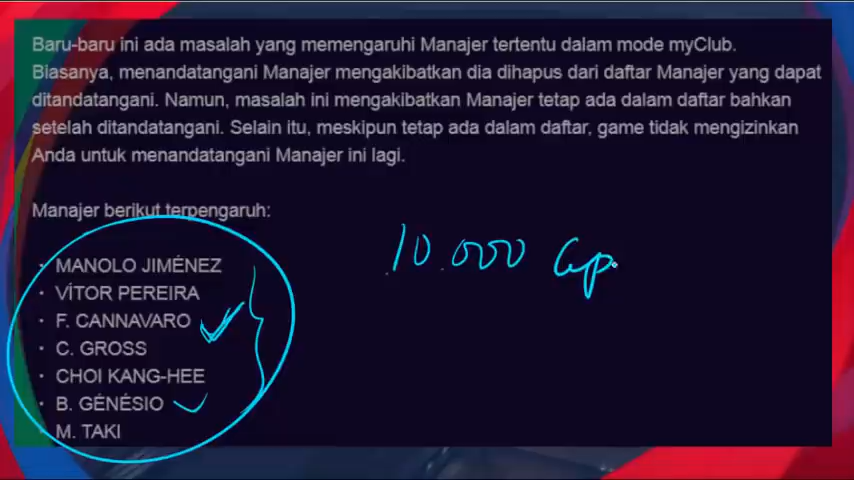 Baru-baru ini ada masalah yang memengaruhi Manajer tertentu dalam mode myClub.
Biasanya, menandatangani Manajer mengakibatkan dia dihapus dari daftar Manajer yang dapat
ditandatangani. Namun, masalah ini mengakibatkan Manajer tetap ada dalam daftar bahkan
setelah ditandatangani. Selain itu, meskipun tetap ada dalam daftar, game tidak mengizinkan
Anda untuk menandatangani Manajer ini lagi.
Manajer berikut terpengaruh:
· MANOLO JIMÉNEZ
· VÍTOR PEREIRA
· F. CANNAVARO
· C. GROSS
· CHOI KANG-HEE
· B. GÉNÉSIO
· M. TAKI
10.000 Gp